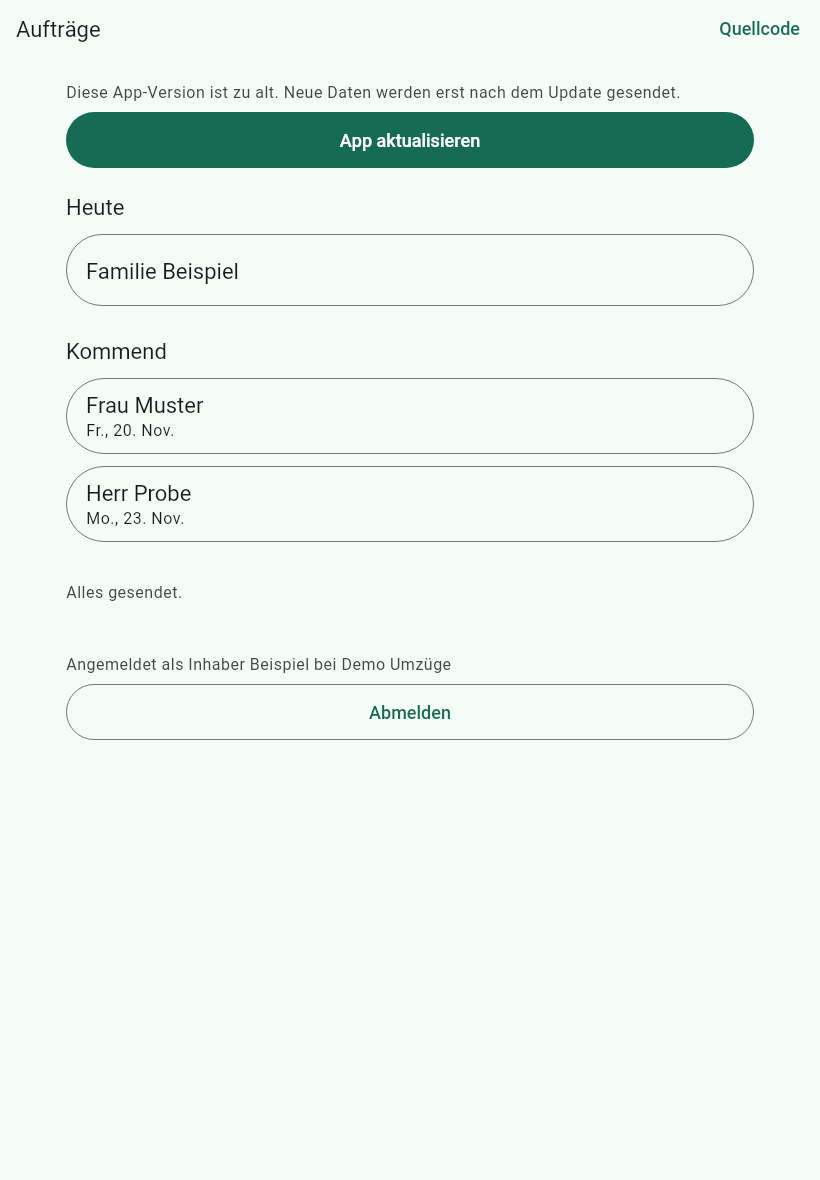 Aufträge
Quellcode
Diese App-Version ist zu alt. Neue Daten werden erst nach dem Update gesendet.
App aktualisieren
Heute
Familie Beispiel
Kommend
Frau Muster
Fr., 20. Nov.
Herr Probe
Mo., 23. Nov.
Alles gesendet.
Angemeldet als Inhaber Beispiel bei Demo Umzüge
Abmelden